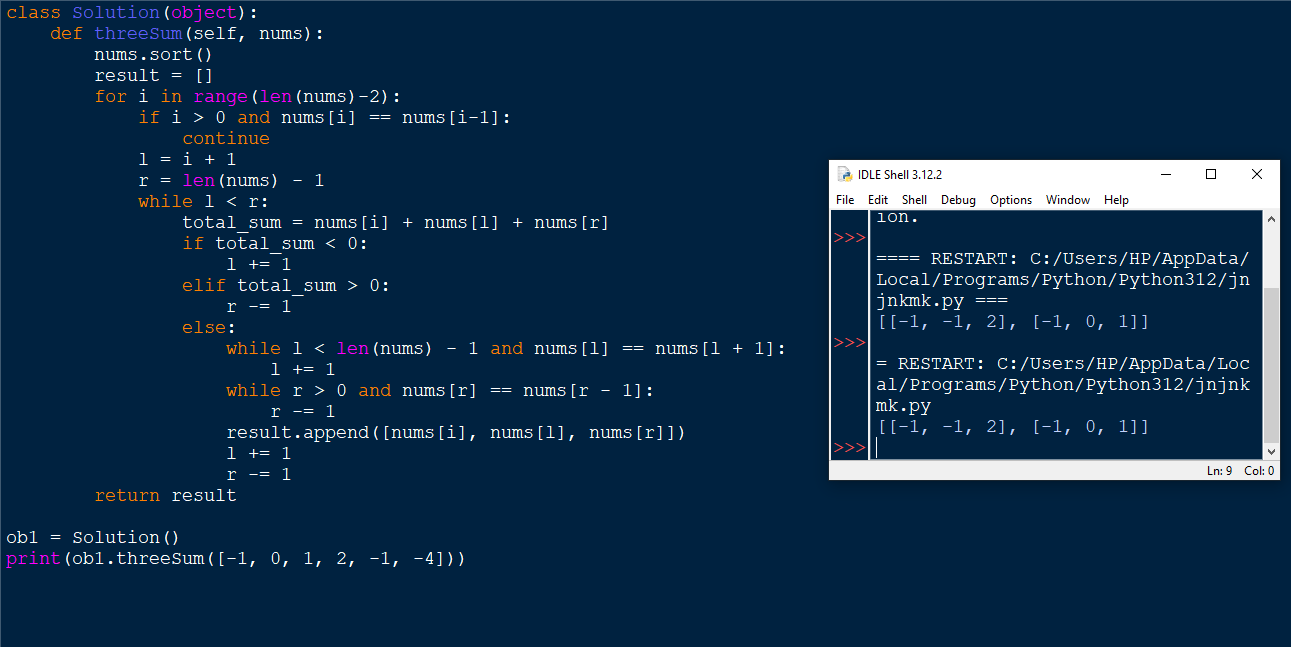 class Solution(object):
    def threeSum(self, nums):
        nums.sort()
        result = []
        for i in range(len(nums)-2):
            if i > 0 and nums[i] == nums[i-1]:
                continue
            l = i + 1
            r = len(nums) - 1
            while l < r:
                total_sum = nums[i] + nums[l] + nums[r]
                if total_sum < 0:
                    l += 1
                elif total_sum > 0:
                    r -= 1
                else:
                    while l < len(nums) - 1 and nums[l] == nums[l + 1]:
                        l += 1
                    while r > 0 and nums[r] == nums[r - 1]:
                        r -= 1
                    result.append([nums[i], nums[l], nums[r]])
                    l += 1
                    r -= 1
        return result
ob1 = Solution()
print(ob1.threeSum([-1, 0, 1, 2, -1, -4]))
IDLE Shell 3.12.2
File Edit Shell Debug Options Window Help
ion.
>>>
==== RESTART: C:/Users/HP/AppData/
Local/Programs/Python/Python312/jn
jnkmk.py ===
[[-1, -1, 2], [-1, 0, 1]]
>>>
= RESTART: C:/Users/HP/AppData/Loc
al/Programs/Python/Python312/jnjnk
mk.py
[[-1, -1, 2], [-1, 0, 1]]
>>>
Ln: 9 Col: 0